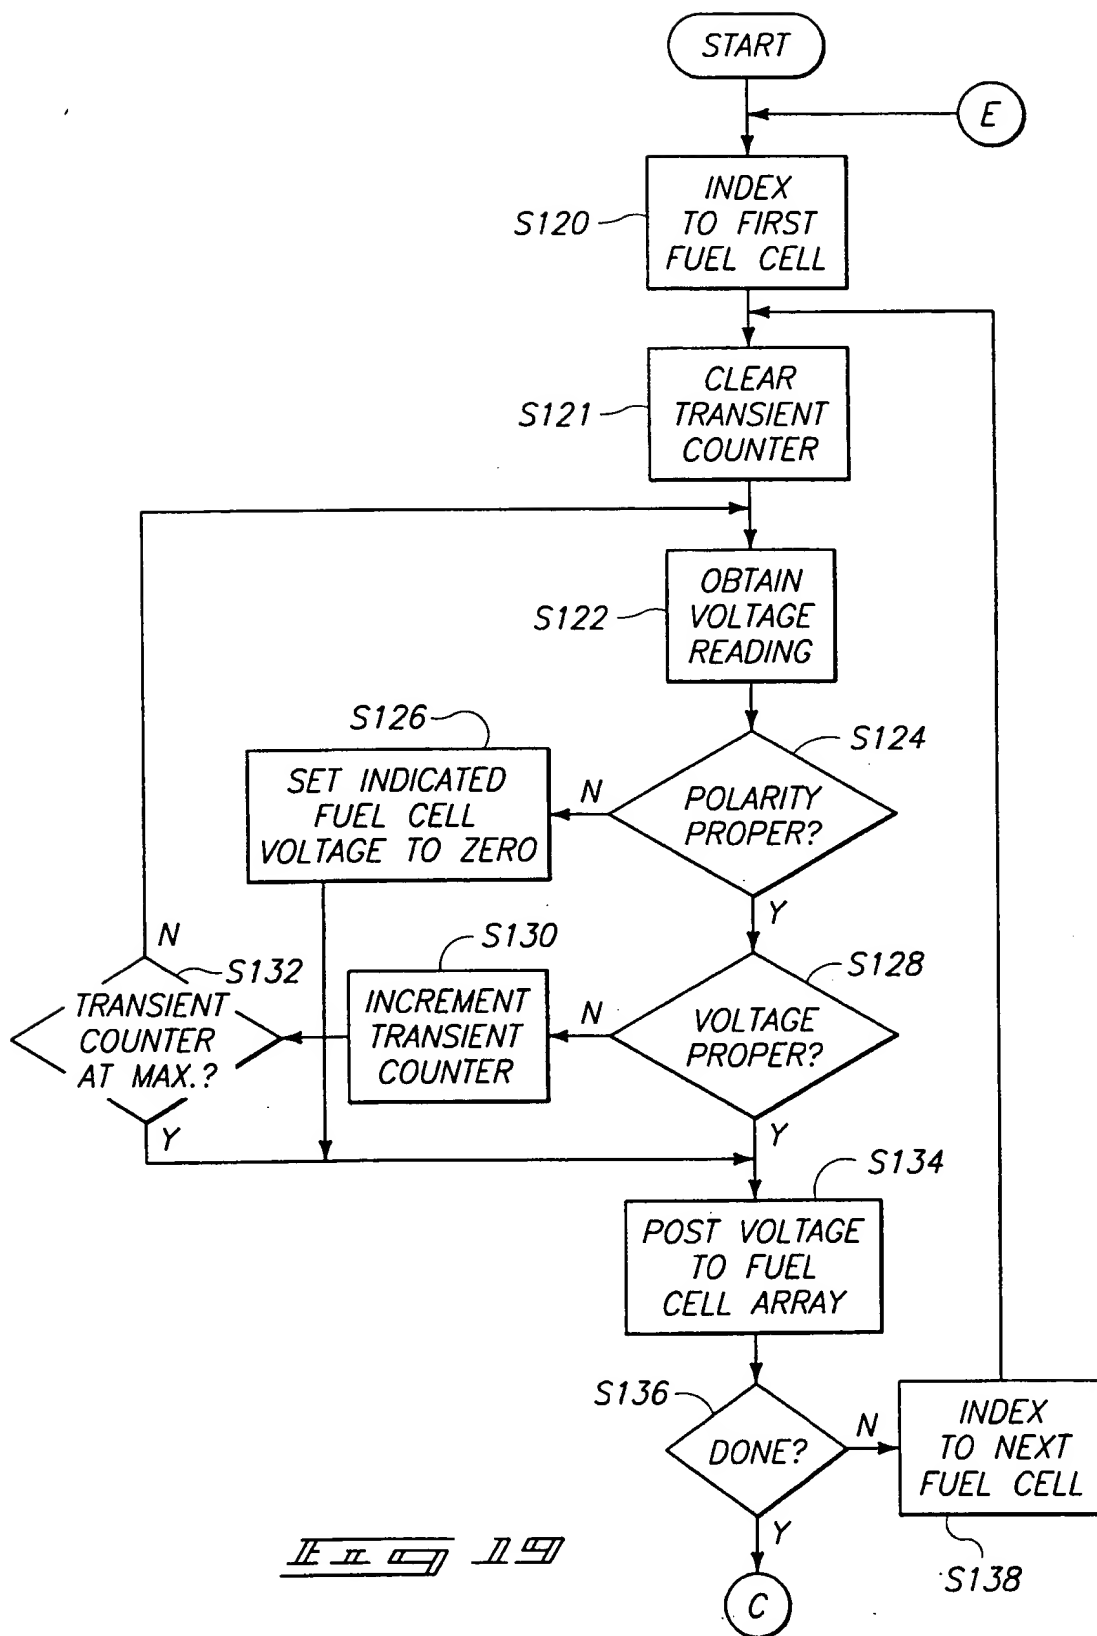 START
E
INDEX
TO FIRST
FUEL CELL
S120
CLEAR
TRANSIENT
COUNTER
S121
OBTAIN
VOLTAGE
READING
S122
S126
S124
SET INDICATED
FUEL CELL
VOLTAGE TO ZERO
N
POLARITY
PROPER?
Y
N
S132
S130
S128
TRANSIENT
COUNTER
AT MAX.?
INCREMENT
TRANSIENT
COUNTER
N
VOLTAGE
PROPER?
Y
Y
S134
POST VOLTAGE
TO FUEL
CELL ARRAY
S136
DONE?
N
INDEX
TO NEXT
FUEL CELL
S138
Y
C
Fig 19